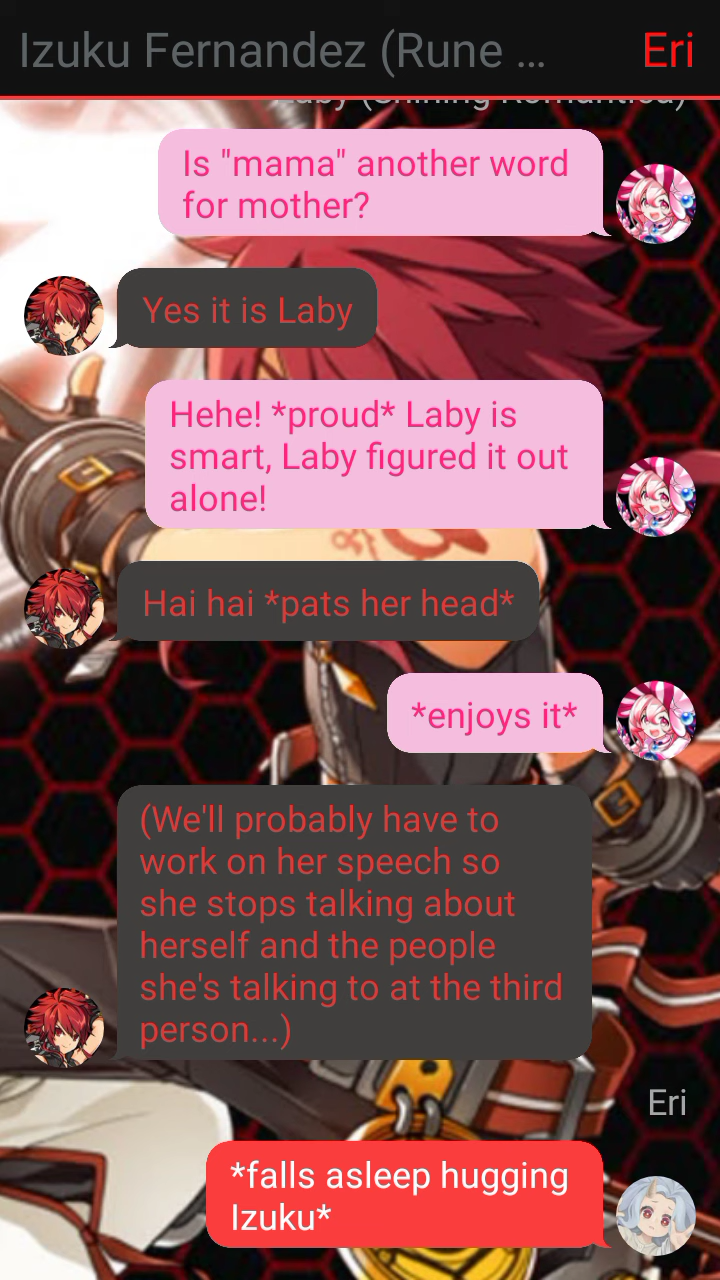 Izuku Fernandez (Rune ...
Eri
Is "mama" another word
for mother?
Yes it is Laby
Hehe! *proud* Laby is
smart, Laby figured it out
alone!
Hai hai *pats her head*
*enjoys it*
(We'll probably have to
work on her speech so
she stops talking about
herself and the people
she's talking to at the third
person...)
Eri
*falls asleep hugging
Izuku*